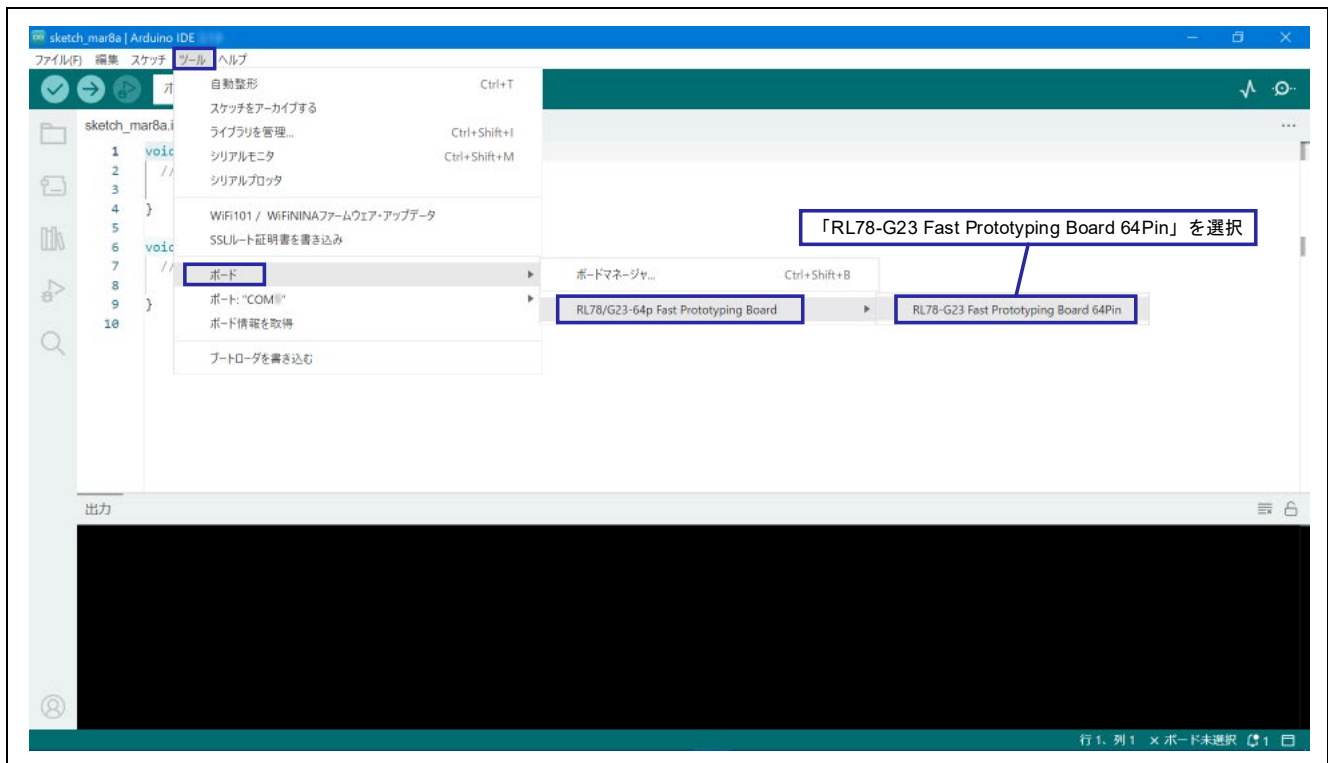 sketch_mar8a | Arduino IDE
ファイル(F) 編集 スケッチ ツール ヘルプ
自動整形 Ctrl+T
スケッチをアーカイブする
ライブラリを管理... Ctrl+Shift+I
シリアルモニタ Ctrl+Shift+M
シリアルプロッタ
WiFi101 / WiFiNINAファームウェア・アップデータ
SSLルート証明書を書き込み
ボード
ポート: "COM "
ボード情報を取得
ブートローダを書き込む
ボードマネージャ... Ctrl+Shift+B
RL78/G23-64p Fast Prototyping Board
RL78-G23 Fast Prototyping Board 64Pin
「RL78-G23 Fast Prototyping Board 64Pin」を選択
sketch_mar8a.i
1 voic
2 //
3
4 }
5
6 voic
7 //
8
9 }
10
出力
行 1、列 1 × ボード未選択 1